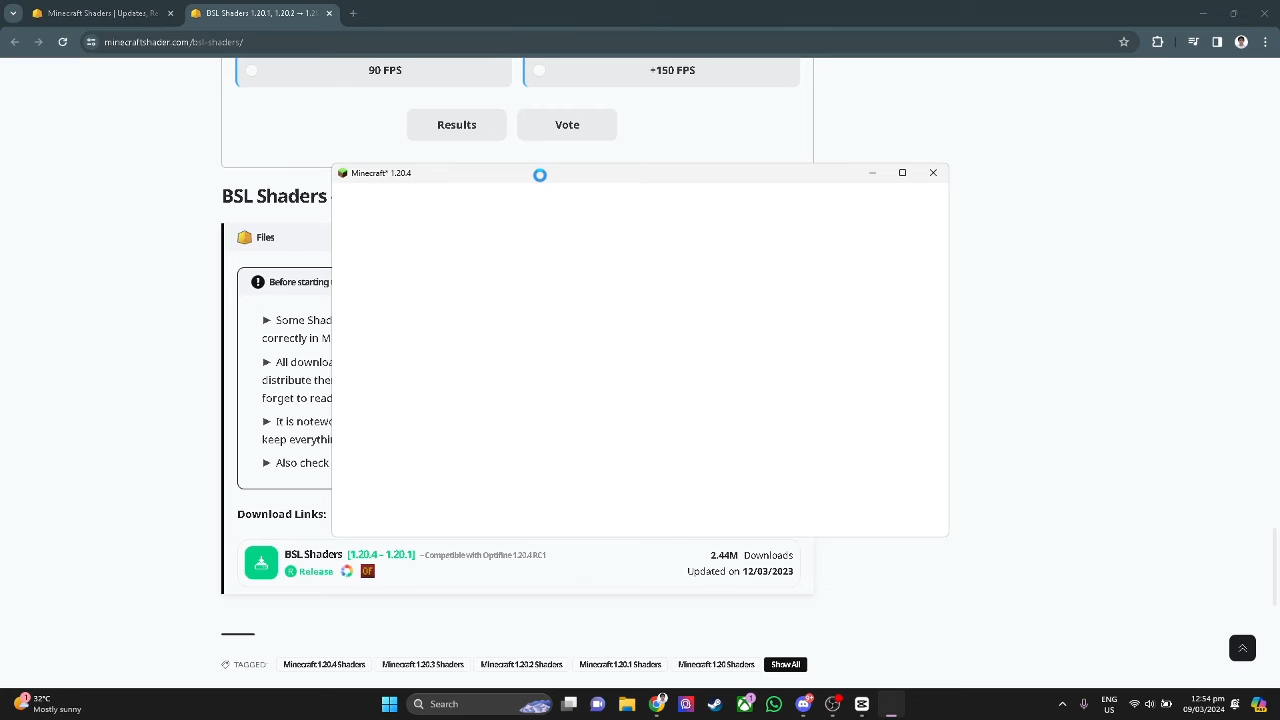 Minecraft Shaders | Updates, Re
BSL Shaders 1.20.1, 1.20.2 → 1.2
minecraftshader.com/bsl-shaders/
90 FPS
+150 FPS
Results
Vote
Minecraft* 1.20.4
BSL Shaders
Files
Before starting
► Some Shad
correctly in M
► All downloa
distribute the
forget to read
► It is notew
keep everythi
► Also check
Download Links:
BSL Shaders [1.20.4 – 1.20.1] – Compatible with Optifine 1.20.4 RC1
2.44M Downloads
R Release OF
Updated on 12/03/2023
TAGGED: Minecraft 1.20.4 Shaders Minecraft 1.20.3 Shaders Minecraft 1.20.2 Shaders Minecraft 1.20.1 Shaders Minecraft 1.20 Shaders Show All
32°C
Mostly sunny
Search
ENG
US
12:54 pm
09/03/2024